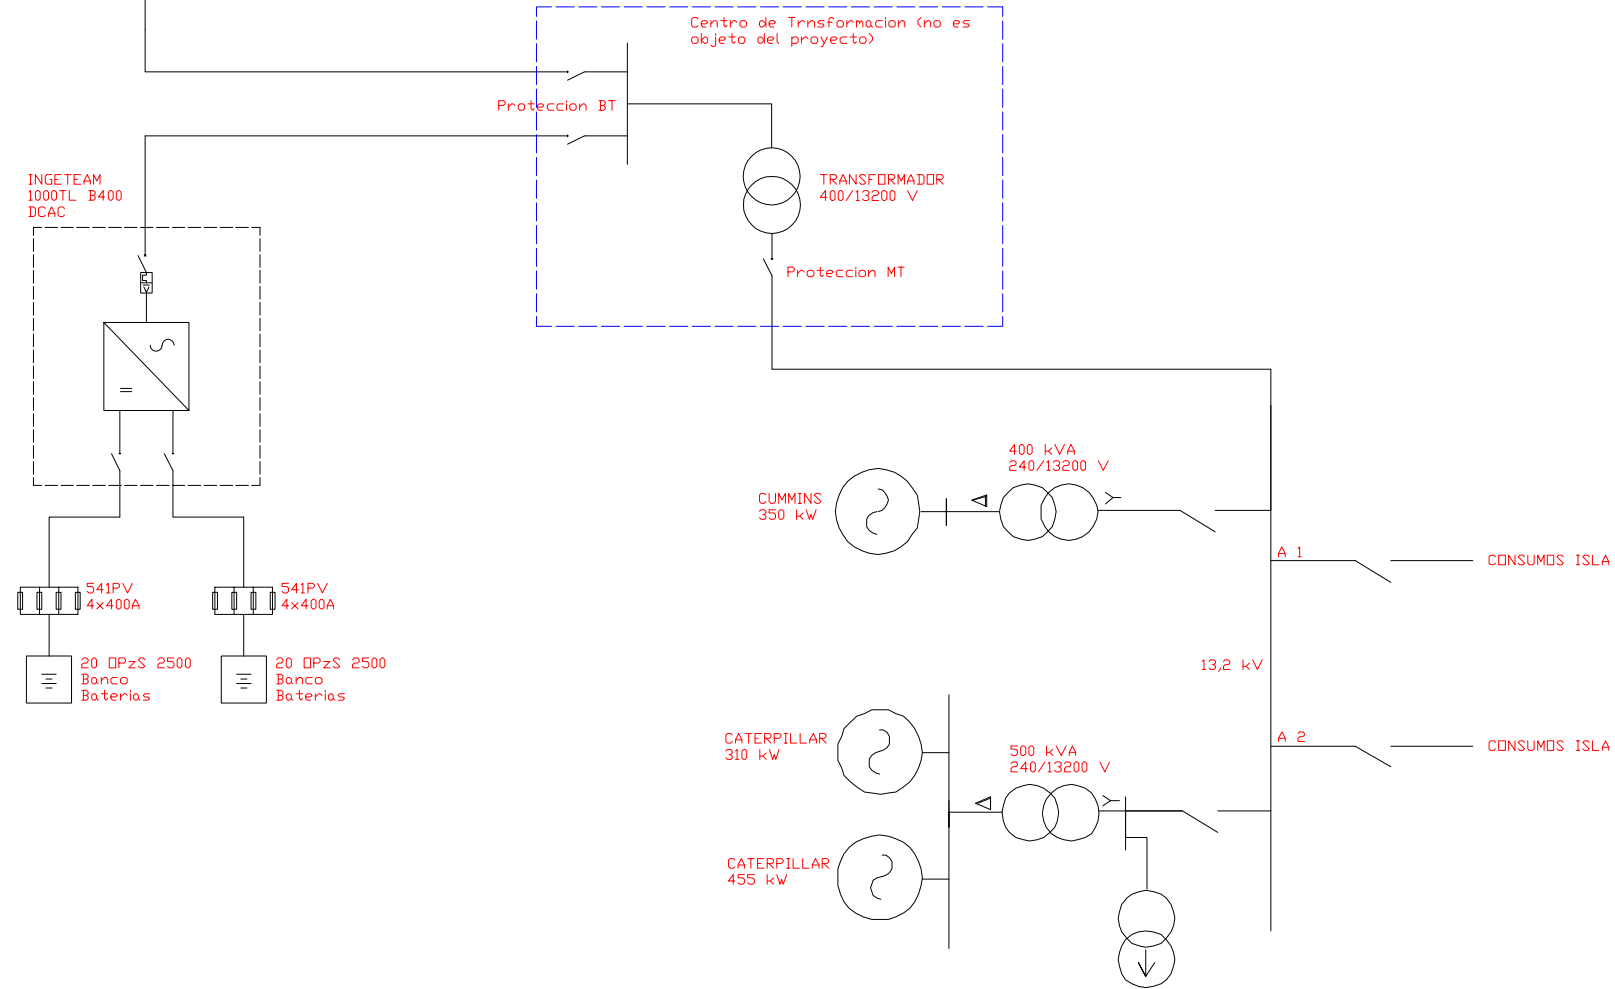 Centro de Trnsformacion (no es
objeto del proyecto)
Proteccion BT
INGETEAM
1000TL B400
DCAC
TRANSFORMADOR
400/13200 V
Proteccion MT
400 kVA
240/13200 V
CUMMINS
350 kW
A 1
CONSUMOS ISLA
541PV
4x400A
541PV
4x400A
20 OPzS 2500
Banco
Baterias
20 OPzS 2500
Banco
Baterias
13,2 kV
CATERPILLAR
310 kW
500 kVA
240/13200 V
A 2
CONSUMOS ISLA
CATERPILLAR
455 kW